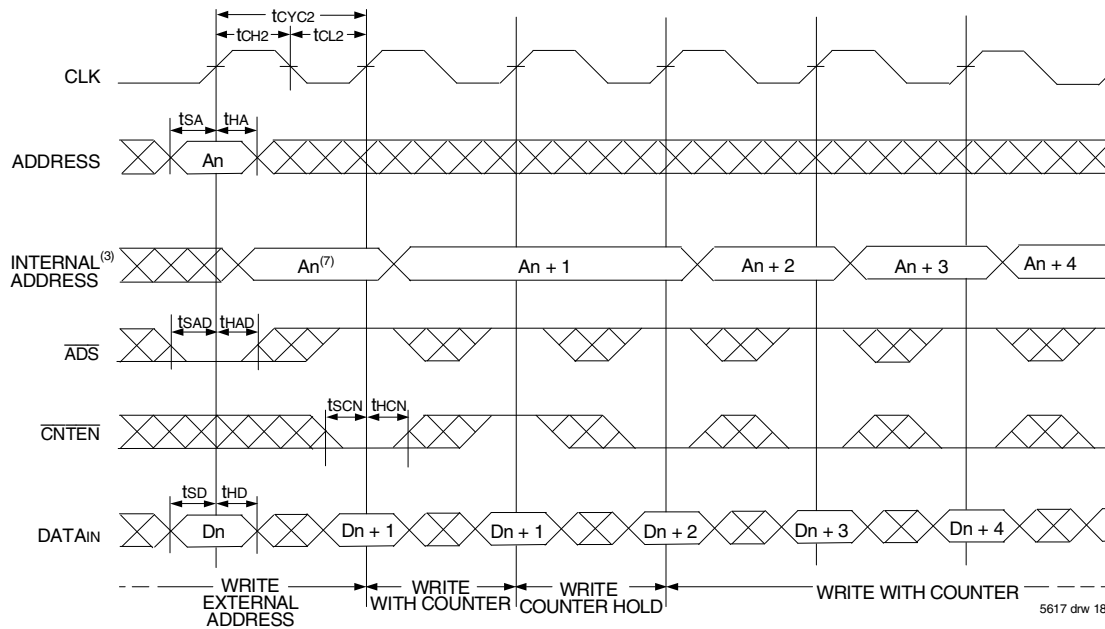 tCYC2
tCH2 tCL2
CLK
tSA tHA
ADDRESS An
INTERNAL(3)
ADDRESS An(7) An + 1 An + 2 An + 3 An + 4
tSAD tHAD
ADS
tSCN tHCN
CNTEN
tSD tHD
DATAIN Dn Dn + 1 Dn + 1 Dn + 2 Dn + 3 Dn + 4
WRITE
EXTERNAL
ADDRESS
WRITE
WITH COUNTER
WRITE
COUNTER HOLD
WRITE WITH COUNTER
5617 drw 18